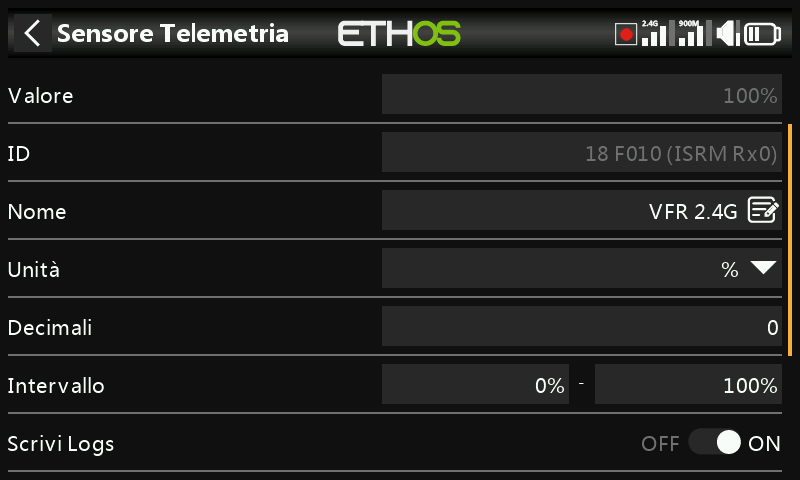 Sensore Telemetria ETHOS 2.4G 900M
Valore 100%
ID 18 F010 (ISRM Rx0)
Nome VFR 2.4G
Unità %
Decimali 0
Intervallo 0% - 100%
Scrivi Logs OFF ON